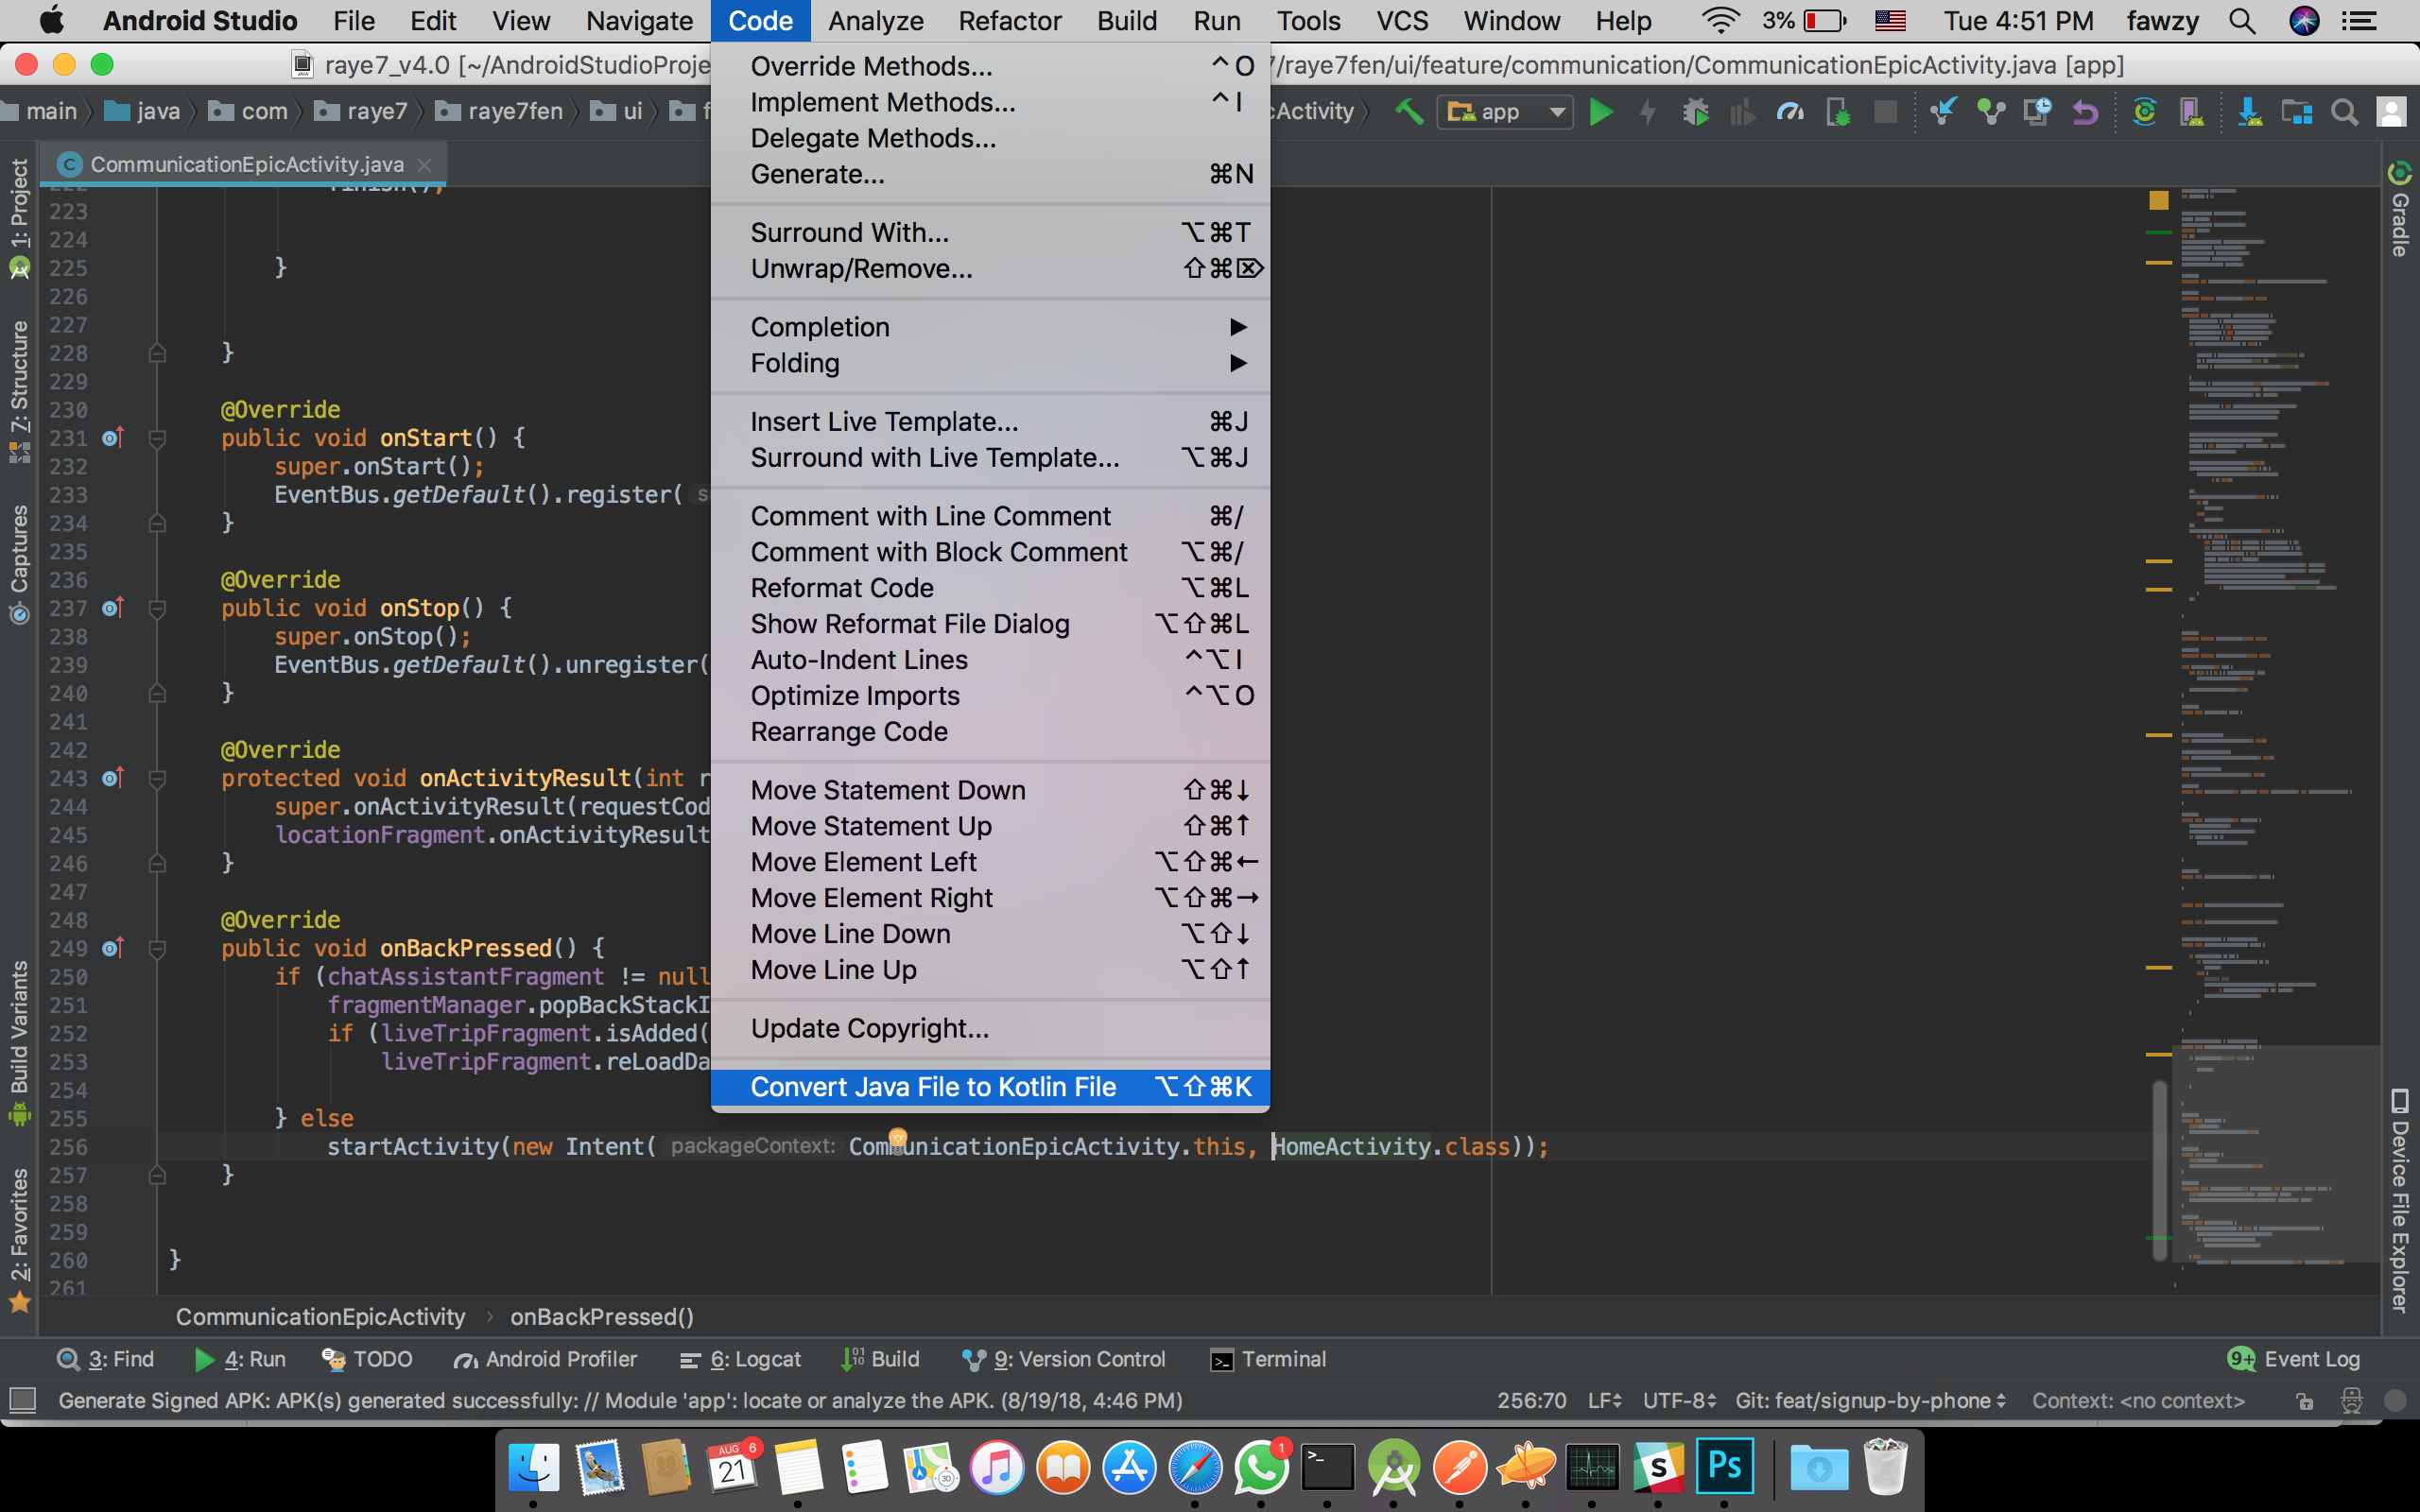 Android Studio File Edit View Navigate Code Analyze Refactor Build Run Tools VCS Window Help 3% Tue 4:51 PM fawzy
raye7_v4.0 [~/AndroidStudioProje /raye7fen/ui/feature/communication/CommunicationEpicActivity.java [app]
main java com raye7 raye7fen ui f cActivity app
CommunicationEpicActivity.java
Override Methods... ^O
Implement Methods... ^I
Delegate Methods...
Generate... ⌘N
Surround With... ⌥⌘T
Unwrap/Remove... ⇧⌘⌦
Completion ▶
Folding ▶
Insert Live Template... ⌘J
Surround with Live Template... ⌥⌘J
Comment with Line Comment ⌘/
Comment with Block Comment ⌥⌘/
Reformat Code ⌥⌘L
Show Reformat File Dialog ⌥⇧⌘L
Auto-Indent Lines ^⌥I
Optimize Imports ^⌥O
Rearrange Code
Move Statement Down ⇧⌘↓
Move Statement Up ⇧⌘↑
Move Element Left ⌥⇧⌘←
Move Element Right ⌥⇧⌘→
Move Line Down ⌥⇧↓
Move Line Up ⌥⇧↑
Update Copyright...
Convert Java File to Kotlin File ⌥⇧⌘K
1: Project
7: Structure
Captures
Build Variants
2: Favorites
Gradle
Device File Explorer
222 finish();
223
224
225 }
226
227
228 }
229
230 @Override
231 public void onStart() {
232 super.onStart();
233 EventBus.getDefault().register( s
234 }
235
236 @Override
237 public void onStop() {
238 super.onStop();
239 EventBus.getDefault().unregister(
240 }
241
242 @Override
243 protected void onActivityResult(int r
244 super.onActivityResult(requestCod
245 locationFragment.onActivityResult
246 }
247
248 @Override
249 public void onBackPressed() {
250 if (chatAssistantFragment != null
251 fragmentManager.popBackStackI
252 if (liveTripFragment.isAdded(
253 liveTripFragment.reLoadDa
254
255 } else
256 startActivity(new Intent( packageContext: CommunicationEpicActivity.this, HomeActivity.class));
257 }
258
259
260 }
261
CommunicationEpicActivity › onBackPressed()
3: Find 4: Run TODO Android Profiler 6: Logcat Build 9: Version Control Terminal 9+ Event Log
Generate Signed APK: APK(s) generated successfully: // Module 'app': locate or analyze the APK. (8/19/18, 4:46 PM) 256:70 LF UTF-8 Git: feat/signup-by-phone Context: <no context>
AUG 6
21
3D
1
>_
S
Ps